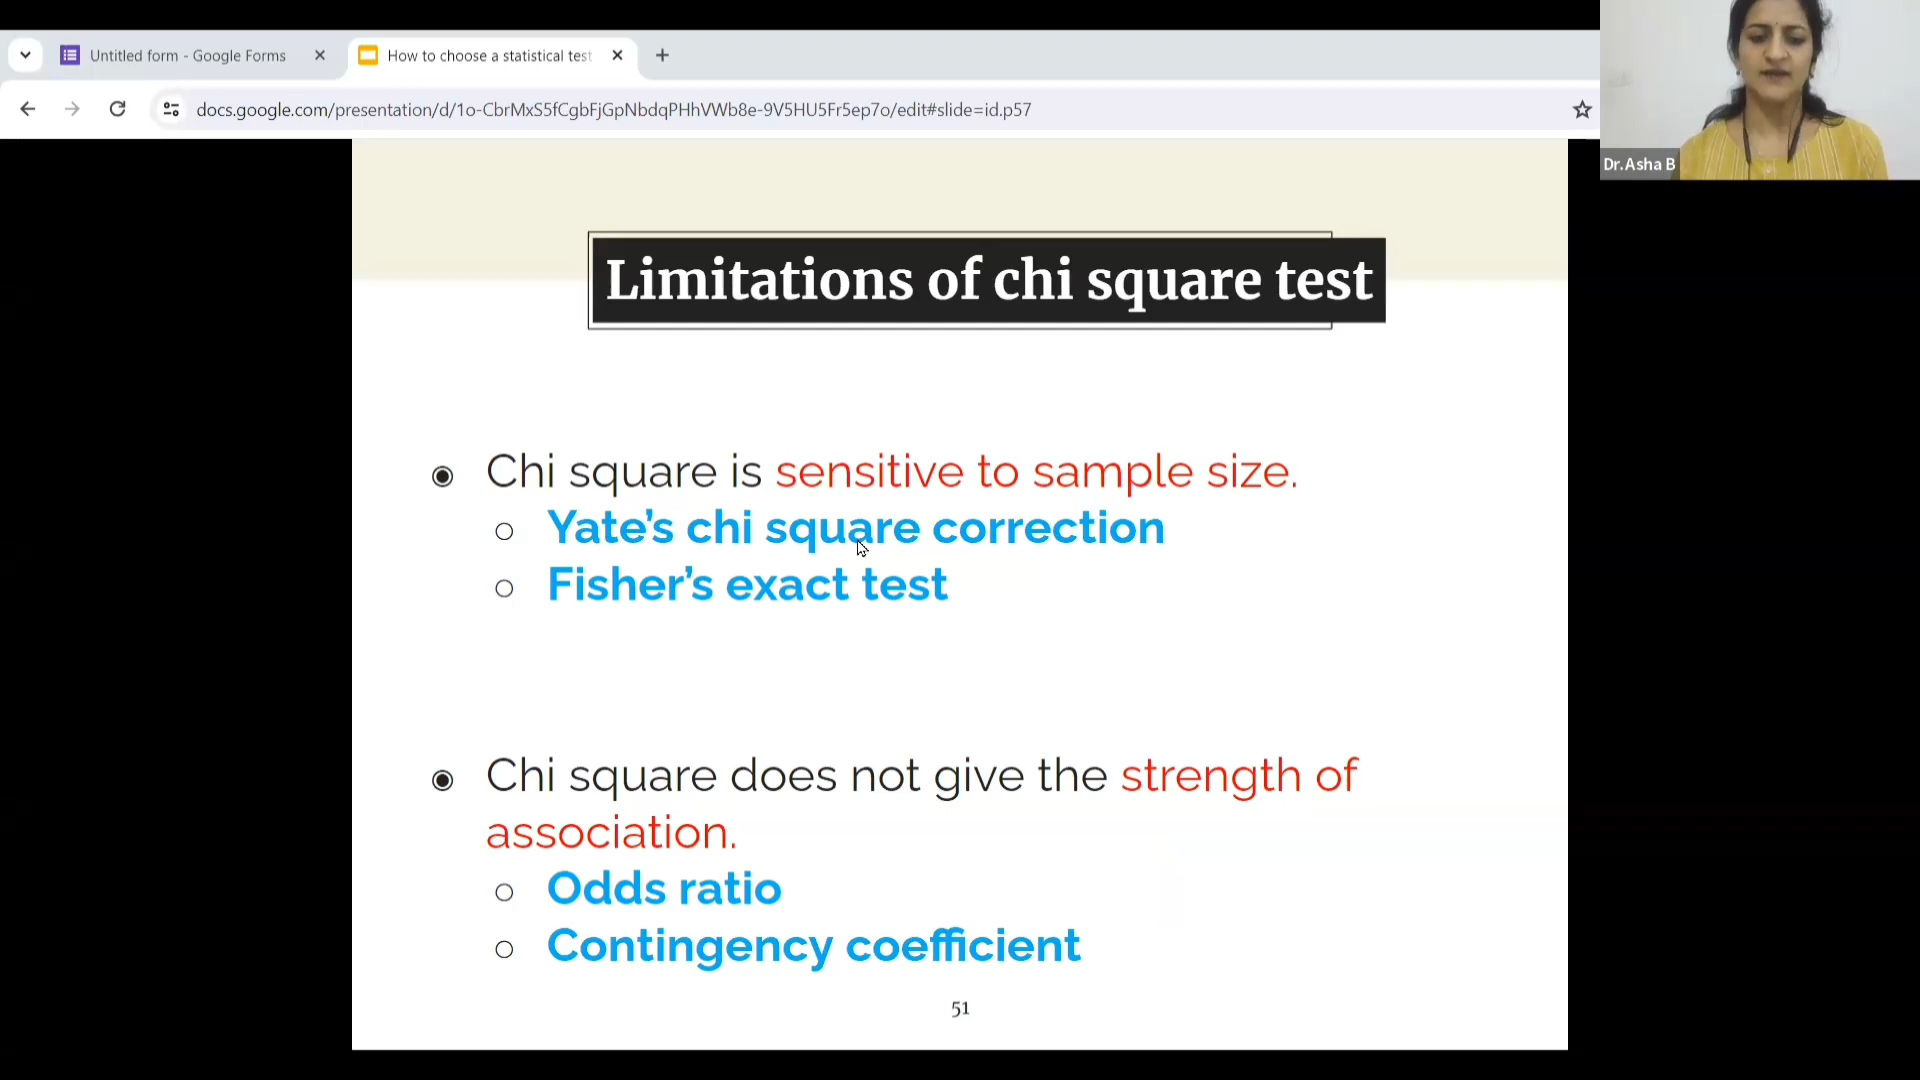 Untitled form - Google Forms
How to choose a statistical test
docs.google.com/presentation/d/1o-CbrMxS5fCgbFjGpNbdqPHhVWb8e-9V5HU5Fr5ep7o/edit#slide=id.p57
Dr.Asha B
Limitations of chi square test
Chi square is sensitive to sample size.
Yate’s chi square correction
Fisher’s exact test
Chi square does not give the strength of
association.
Odds ratio
Contingency coefficient
51